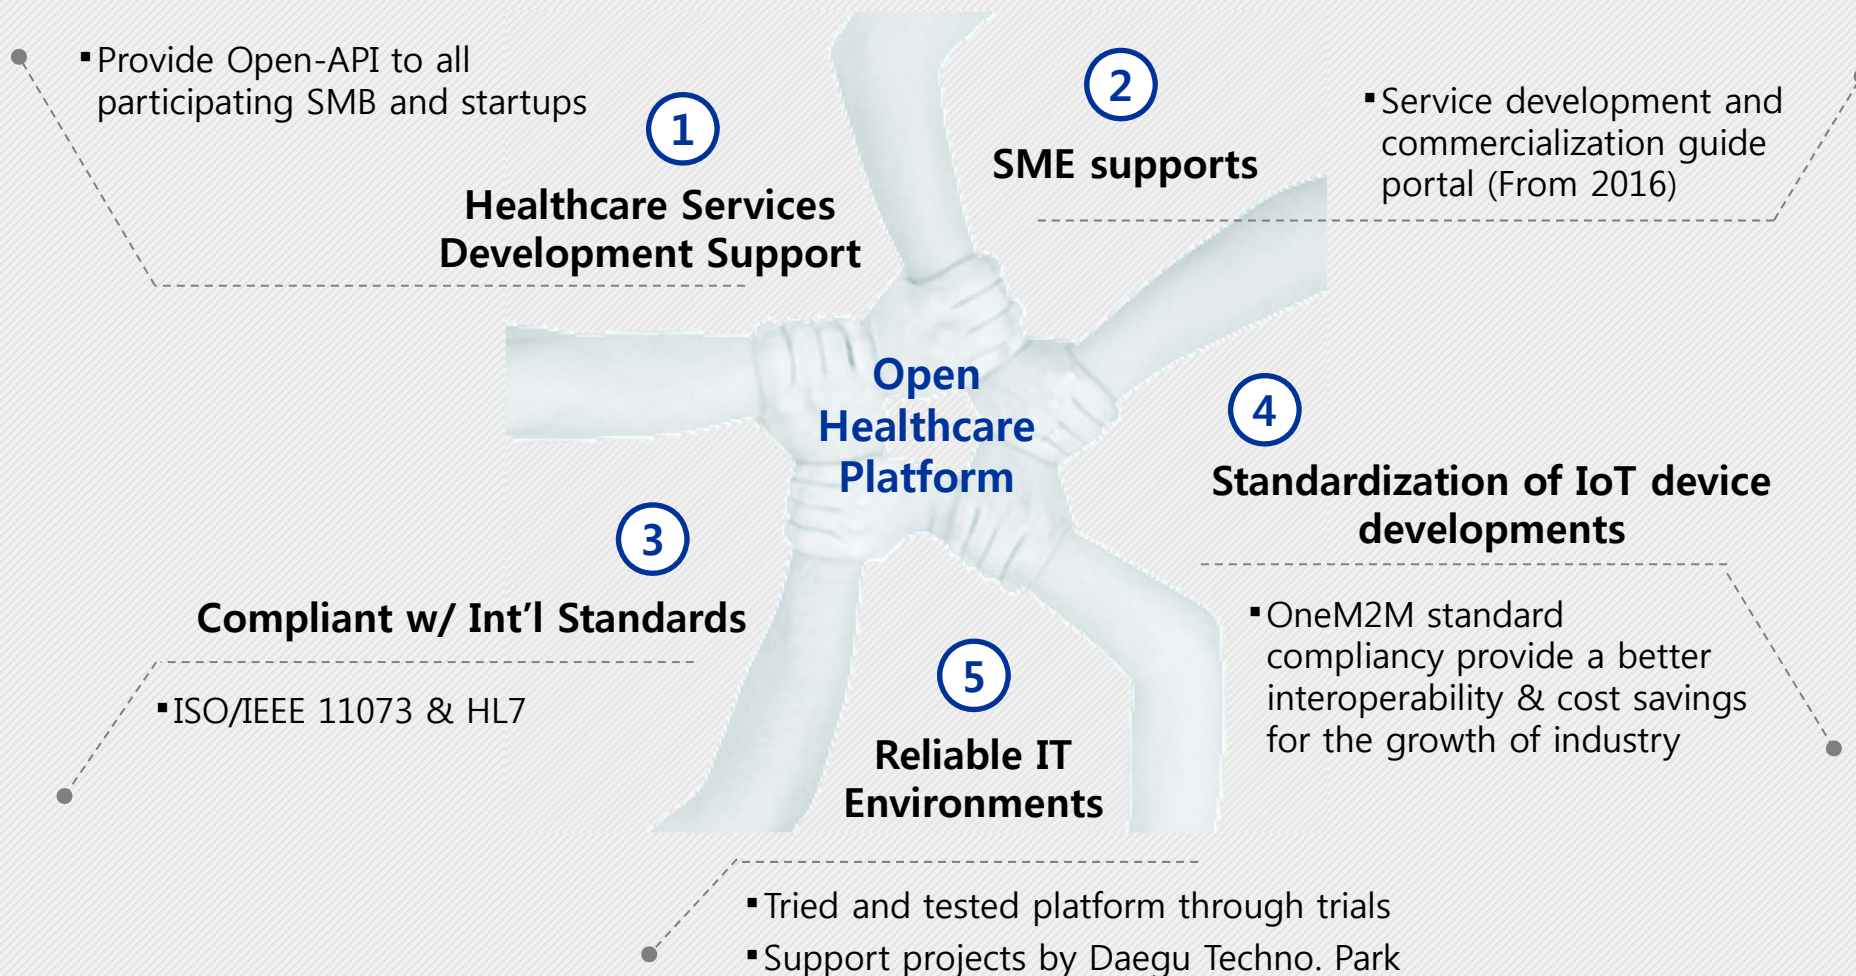 ▪Provide Open-API to all
participating SMB and startups
1
Healthcare Services
Development Support
2
SME supports
▪Service development and
commercialization guide
portal (From 2016)
Open
Healthcare
Platform
3
Compliant w/ Int'l Standards
▪ISO/IEEE 11073 & HL7
4
Standardization of IoT device
developments
▪OneM2M standard
compliancy provide a better
interoperability & cost savings
for the growth of industry
5
Reliable IT
Environments
▪Tried and tested platform through trials
▪Support projects by Daegu Techno. Park